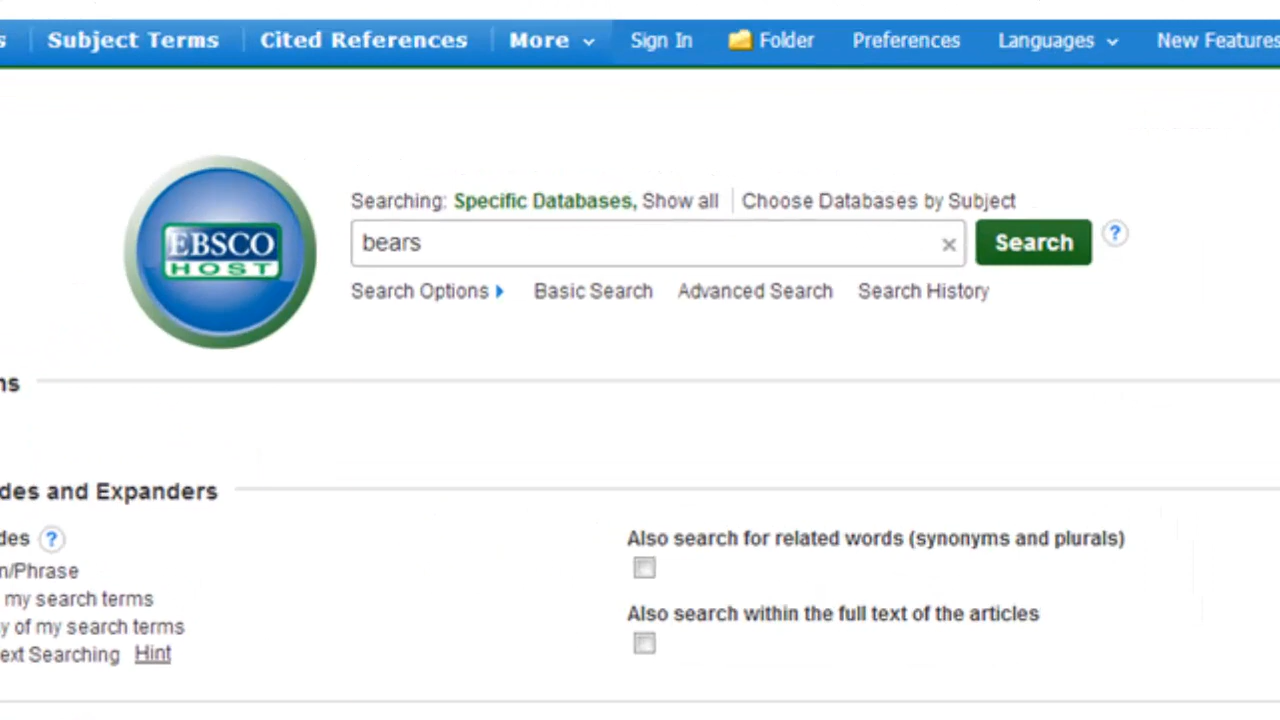 Subject Terms Cited References More Sign In Folder Preferences Languages New Features
Searching: Specific Databases, Show all Choose Databases by Subject
EBSCO
HOST
bears × Search ?
Search Options Basic Search Advanced Search Search History
des and Expanders
des ?
Also search for related words (synonyms and plurals)
n/Phrase
my search terms
Also search within the full text of the articles
y of my search terms
ext Searching Hint